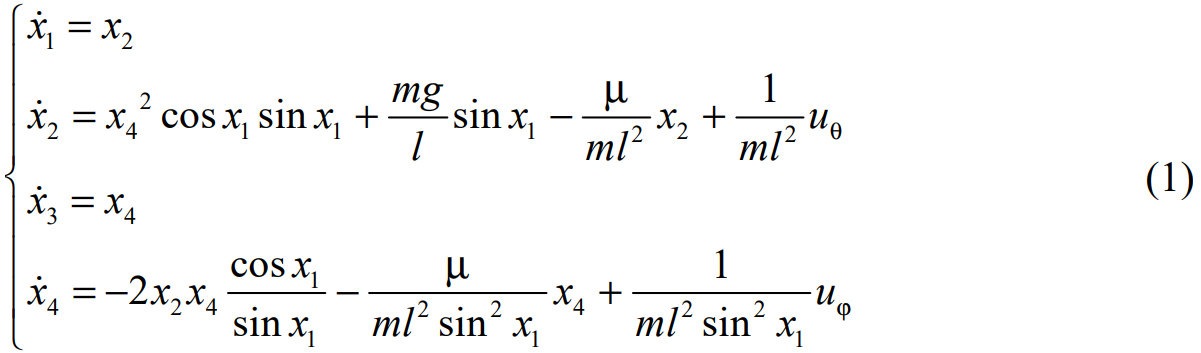 ẋ₁ = x₂
ẋ₂ = x₄² cos x₁ sin x₁ + (mg/l) sin x₁ − (μ/(ml²)) x₂ + (1/(ml²)) u_θ
(1)
ẋ₃ = x₄
ẋ₄ = −2x₂x₄ (cos x₁/sin x₁) − (μ/(ml² sin² x₁)) x₄ + (1/(ml² sin² x₁)) u_φ